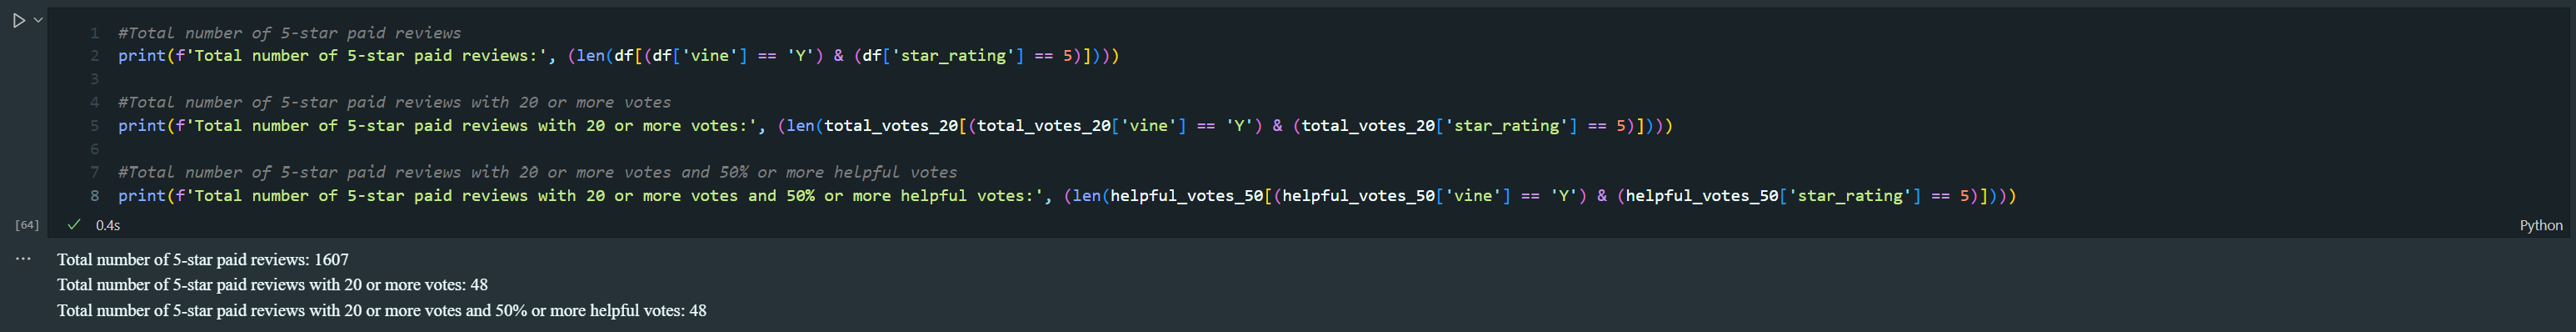 1 #Total number of 5-star paid reviews
2 print(f'Total number of 5-star paid reviews:', (len(df[(df['vine'] == 'Y') & (df['star_rating'] == 5)])))
3
4 #Total number of 5-star paid reviews with 20 or more votes
5 print(f'Total number of 5-star paid reviews with 20 or more votes:', (len(total_votes_20[(total_votes_20['vine'] == 'Y') & (total_votes_20['star_rating'] == 5)])))
6
7 #Total number of 5-star paid reviews with 20 or more votes and 50% or more helpful votes
8 print(f'Total number of 5-star paid reviews with 20 or more votes and 50% or more helpful votes:', (len(helpful_votes_50[(helpful_votes_50['vine'] == 'Y') & (helpful_votes_50['star_rating'] == 5)])))
[64] ✓ 0.4s Python
... Total number of 5-star paid reviews: 1607
Total number of 5-star paid reviews with 20 or more votes: 48
Total number of 5-star paid reviews with 20 or more votes and 50% or more helpful votes: 48